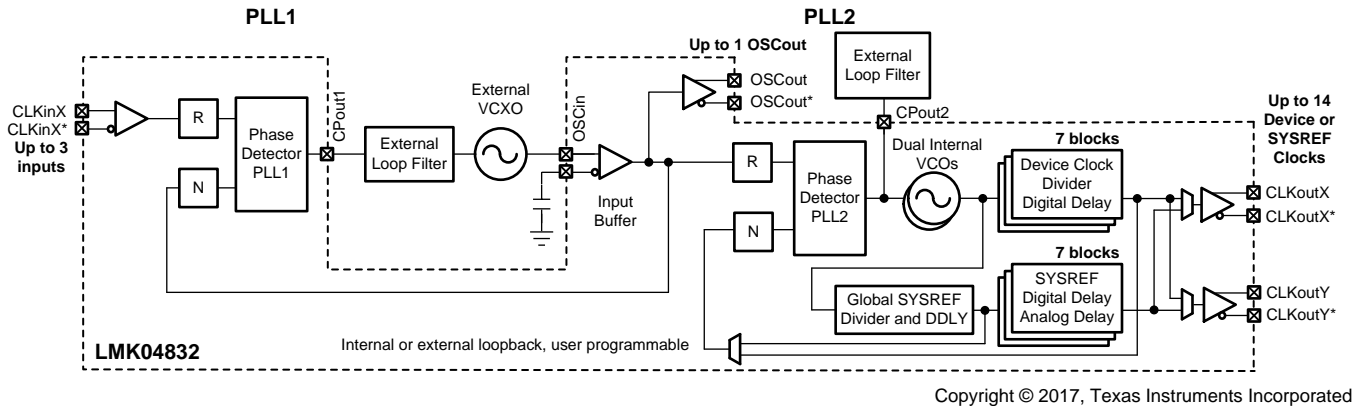 PLL1
PLL2
Up to 1 OSCout
External
Loop Filter
OSCout
OSCout*
CPout2
External
VCXO
OSCin
CPout1
CLKinX
CLKinX*
Up to 3
inputs
R
N
Phase
Detector
PLL1
External
Loop Filter
Input
Buffer
R
N
Phase
Detector
PLL2
Dual Internal
VCOs
7 blocks
Device Clock
Divider
Digital Delay
Up to 14
Device or
SYSREF
Clocks
CLKoutX
CLKoutX*
7 blocks
SYSREF
Digital Delay
Analog Delay
Global SYSREF
Divider and DDLY
CLKoutY
CLKoutY*
LMK04832
Internal or external loopback, user programmable
Copyright © 2017, Texas Instruments Incorporated